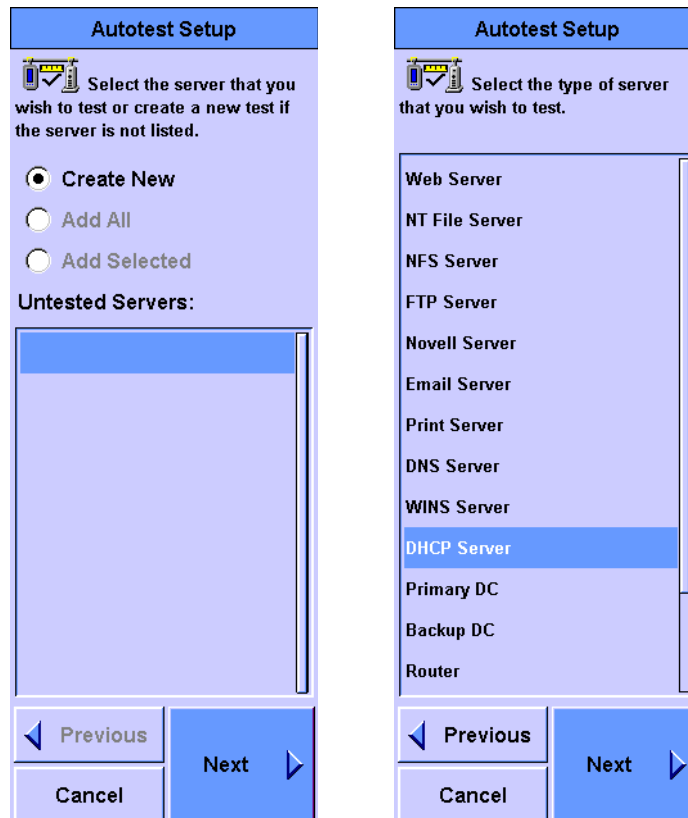 Autotest Setup
Select the server that you
wish to test or create a new test if
the server is not listed.
Create New
Add All
Add Selected
Untested Servers:
Previous
Next
Cancel
Autotest Setup
Select the type of server
that you wish to test.
Web Server
NT File Server
NFS Server
FTP Server
Novell Server
Email Server
Print Server
DNS Server
WINS Server
DHCP Server
Primary DC
Backup DC
Router
Previous
Next
Cancel